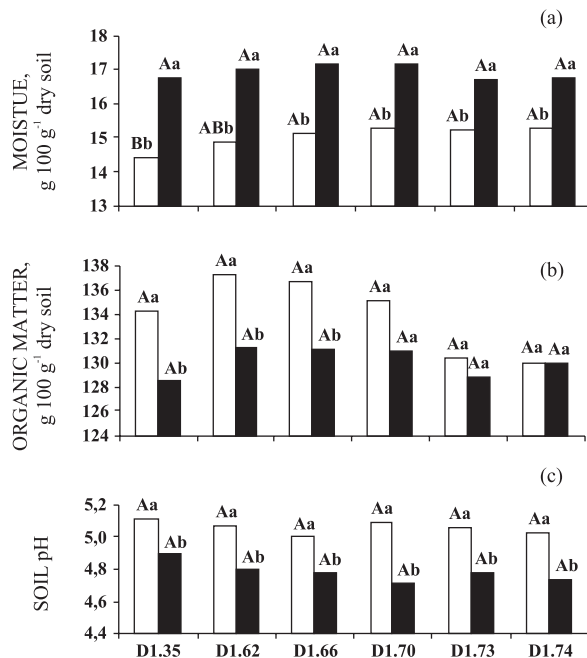 (a)
MOISTUE,
g 100 g⁻¹ dry soil
18
17
16
15
14
13
Bb Aa ABb Aa Ab Aa Ab Aa Ab Aa Ab Aa
(b)
ORGANIC MATTER,
g 100 g⁻¹ dry soil
138
136
134
132
130
128
126
124
Aa Ab Aa Ab Aa Ab Aa Aa Aa Aa Aa Aa
(c)
SOIL pH
5,2
5,0
4,8
4,6
4,4
Aa Ab Aa Ab Aa Ab Aa Ab Aa Ab Aa Ab
D1.35 D1.62 D1.66 D1.70 D1.73 D1.74